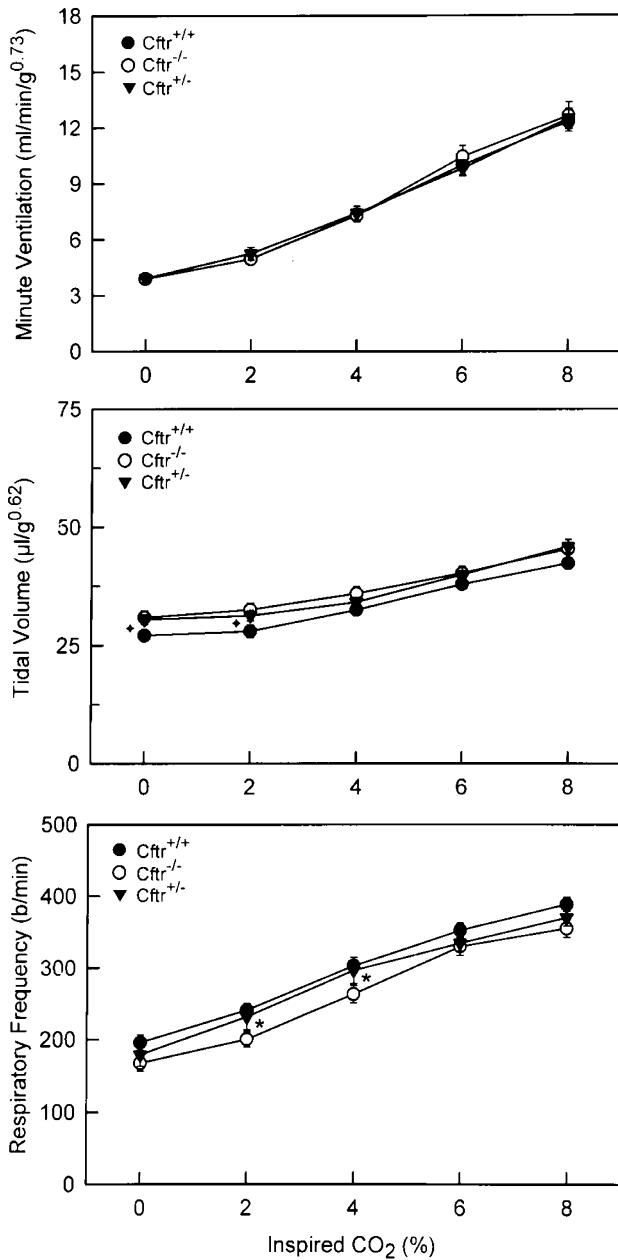 Minute Ventilation (ml/min/g^0.73)
18
15
12
9
6
3
0
Cftr^+/+
Cftr^-/-
Cftr^+/-
0 2 4 6 8
Tidal Volume (µl/g^0.62)
75
50
25
0
Cftr^+/+
Cftr^-/-
Cftr^+/-
0 2 4 6 8
Respiratory Frequency (b/min)
500
400
300
200
100
0
Cftr^+/+
Cftr^-/-
Cftr^+/-
* *
0 2 4 6 8
Inspired CO₂ (%)